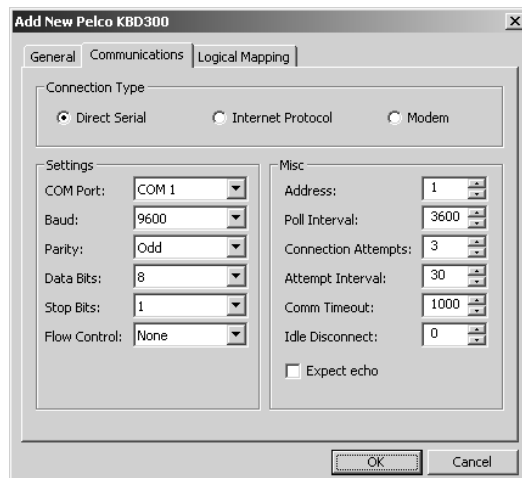 Add New Pelco KBD300
General Communications Logical Mapping
Connection Type
Direct Serial Internet Protocol Modem
Settings
COM Port: COM 1
Baud: 9600
Parity: Odd
Data Bits: 8
Stop Bits: 1
Flow Control: None
Misc
Address: 1
Poll Interval: 3600
Connection Attempts: 3
Attempt Interval: 30
Comm Timeout: 1000
Idle Disconnect: 0
Expect echo
OK Cancel